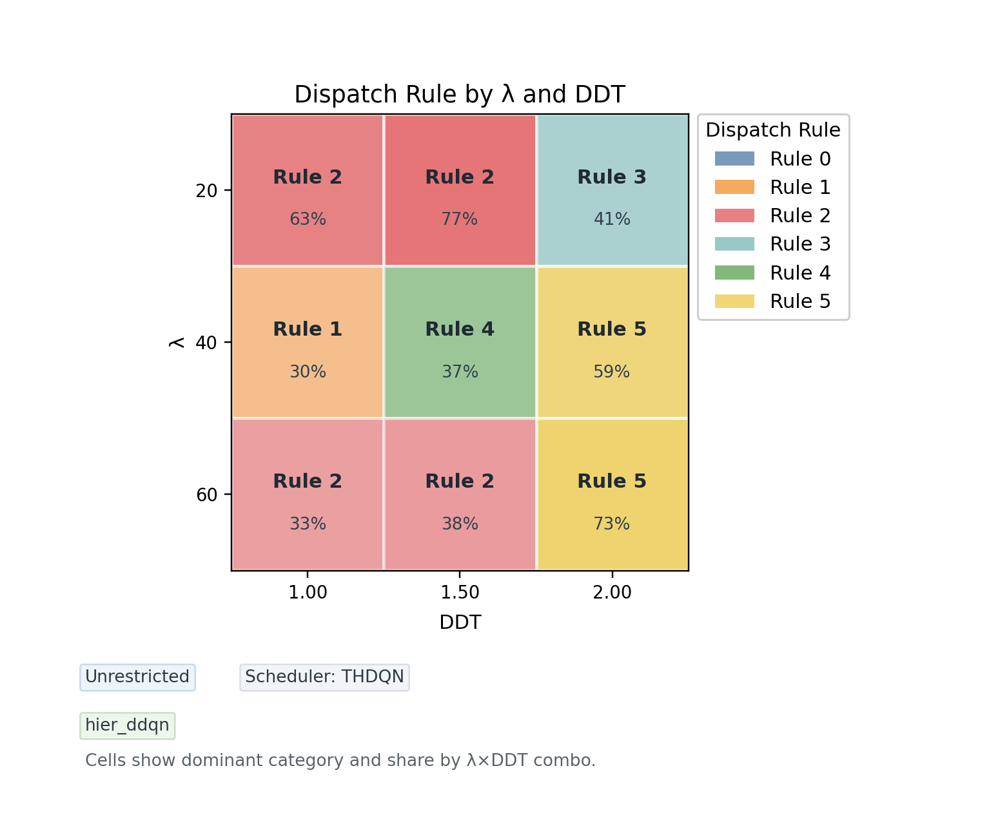 Dispatch Rule by λ and DDT
Dispatch Rule
Rule 0
Rule 1
Rule 2
Rule 3
Rule 4
Rule 5
λ
20
Rule 2
Rule 2
Rule 3
63%
77%
41%
40
Rule 1
Rule 4
Rule 5
30%
37%
59%
60
Rule 2
Rule 2
Rule 5
33%
38%
73%
1.00
1.50
2.00
DDT
Unrestricted
Scheduler: THDQN
hier_ddqn
Cells show dominant category and share by λ×DDT combo.